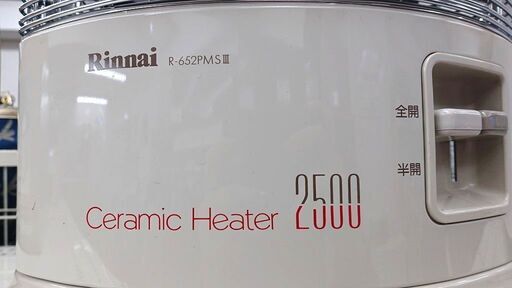 Rinnai R-652PMSⅢ
全開
半開
Ceramic Heater 2500